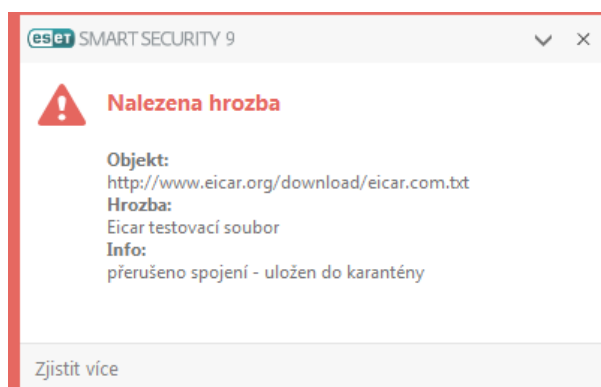 eset SMART SECURITY 9
Nalezena hrozba
Objekt:
http://www.eicar.org/download/eicar.com.txt
Hrozba:
Eicar testovací soubor
Info:
přerušeno spojení - uložen do karantény
Zjistit více